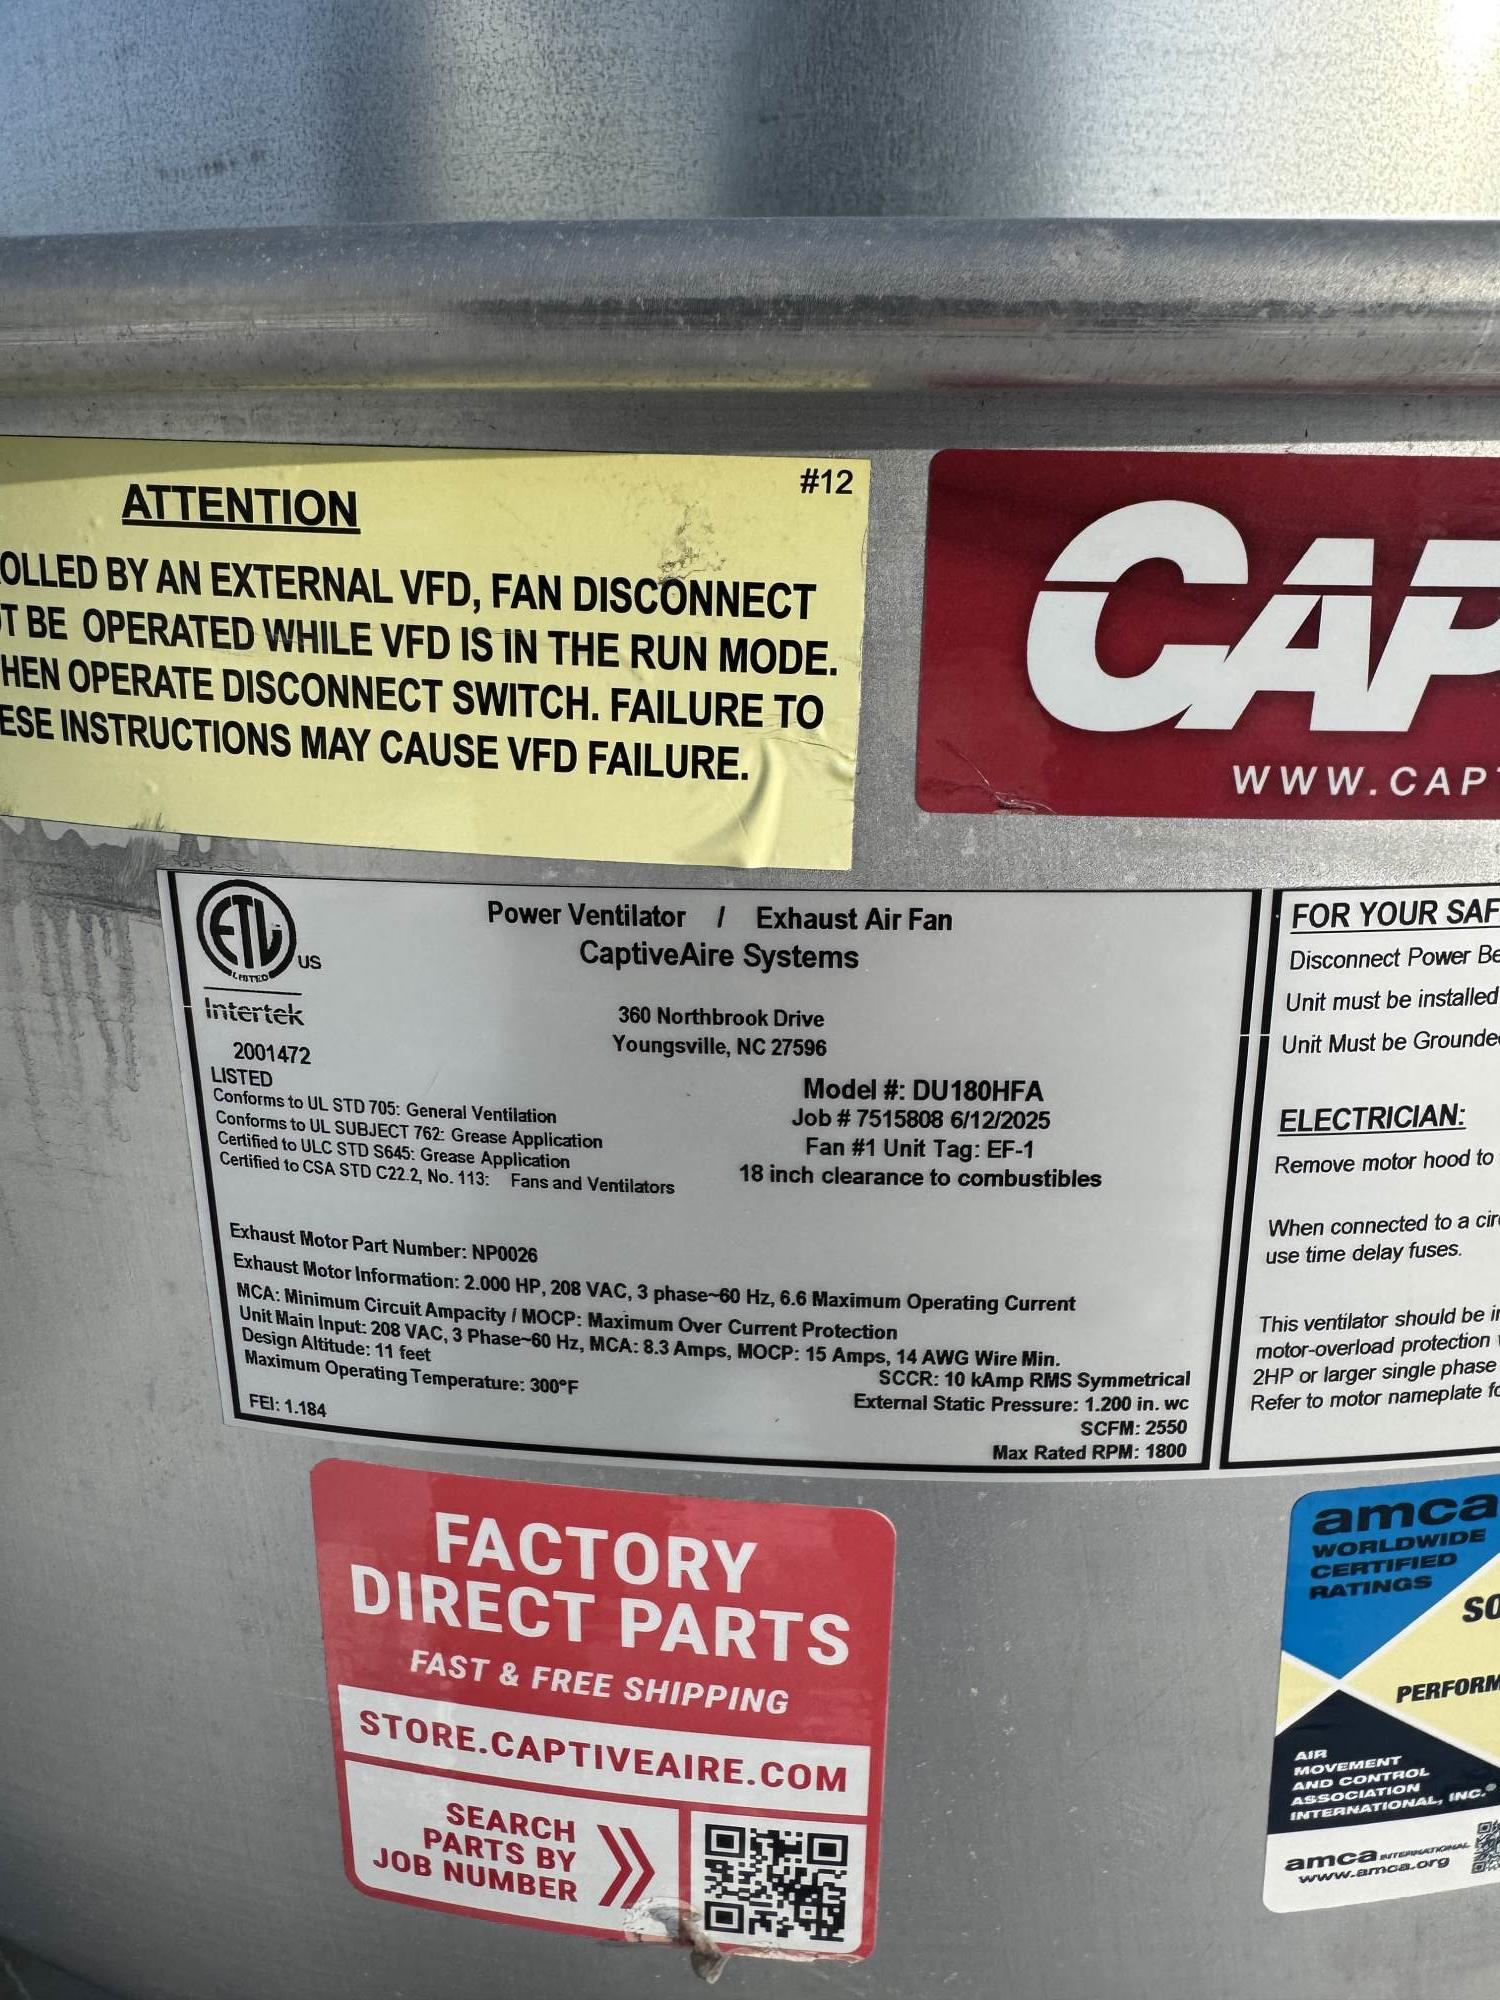 ATTENTION
#12
OLLED BY AN EXTERNAL VFD, FAN DISCONNECT
T BE OPERATED WHILE VFD IS IN THE RUN MODE.
HEN OPERATE DISCONNECT SWITCH. FAILURE TO
ESE INSTRUCTIONS MAY CAUSE VFD FAILURE.
CAP
WWW.CAPT
ETL
LISTED
US
Intertek
2001472
LISTED
Conforms to UL STD 705: General Ventilation
Conforms to UL SUBJECT 762: Grease Application
Certified to ULC STD S645: Grease Application
Certified to CSA STD C22.2, No. 113: Fans and Ventilators
Power Ventilator / Exhaust Air Fan
CaptiveAire Systems
360 Northbrook Drive
Youngsville, NC 27596
Model #: DU180HFA
Job # 7515808 6/12/2025
Fan #1 Unit Tag: EF-1
18 inch clearance to combustibles
Exhaust Motor Part Number: NP0026
Exhaust Motor Information: 2.000 HP, 208 VAC, 3 phase~60 Hz, 6.6 Maximum Operating Current
MCA: Minimum Circuit Ampacity / MOCP: Maximum Over Current Protection
Unit Main Input: 208 VAC, 3 Phase~60 Hz, MCA: 8.3 Amps, MOCP: 15 Amps, 14 AWG Wire Min.
Design Altitude: 11 feet
SCCR: 10 kAmp RMS Symmetrical
Maximum Operating Temperature: 300°F
External Static Pressure: 1.200 in. wc
SCFM: 2550
FEI: 1.184
Max Rated RPM: 1800
FOR YOUR SAF
Disconnect Power Be
Unit must be installed
Unit Must be Grounde
ELECTRICIAN:
Remove motor hood to
When connected to a cir
use time delay fuses.
This ventilator should be in
motor-overload protection
2HP or larger single phase
Refer to motor nameplate fo
FACTORY
DIRECT PARTS
FAST & FREE SHIPPING
STORE.CAPTIVEAIRE.COM
SEARCH
PARTS BY
JOB NUMBER
amca
WORLDWIDE
CERTIFIED
RATINGS
SO
PERFORM
AIR
MOVEMENT
AND CONTROL
ASSOCIATION
INTERNATIONAL, INC.®
amca INTERNATIONAL
www.amca.org